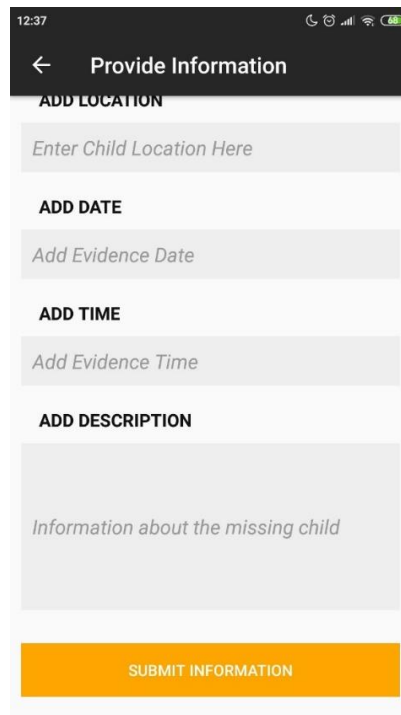 12:37
68
Provide Information
ADD LOCATION
Enter Child Location Here
ADD DATE
Add Evidence Date
ADD TIME
Add Evidence Time
ADD DESCRIPTION
Information about the missing child
SUBMIT INFORMATION